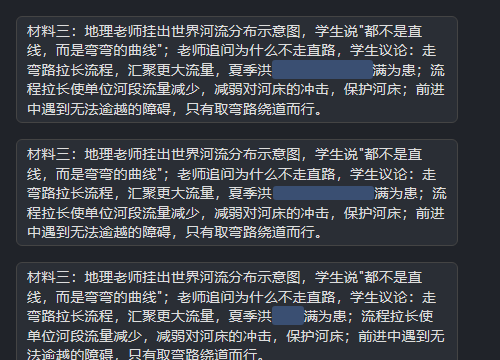 材料三：地理老师挂出世界河流分布示意图，学生说"都不是直
线，而是弯弯的曲线"；老师追问为什么不走直路，学生议论：走
弯路拉长流程，汇聚更大流量，夏季洪满为患；流
程拉长使单位河段流量减少，减弱对河床的冲击，保护河床；前进
中遇到无法逾越的障碍，只有取弯路绕道而行。
材料三：地理老师挂出世界河流分布示意图，学生说"都不是直
线，而是弯弯的曲线"；老师追问为什么不走直路，学生议论：走
弯路拉长流程，汇聚更大流量，夏季洪满为患；流
程拉长使单位河段流量减少，减弱对河床的冲击，保护河床；前进
中遇到无法逾越的障碍，只有取弯路绕道而行。
材料三：地理老师挂出世界河流分布示意图，学生说"都不是直
线，而是弯弯的曲线"；老师追问为什么不走直路，学生议论：走
弯路拉长流程，汇聚更大流量，夏季洪满为患；流程拉长使
单位河段流量减少，减弱对河床的冲击，保护河床；前进中遇到无
法逾越的障碍，只有取弯路绕道而行。